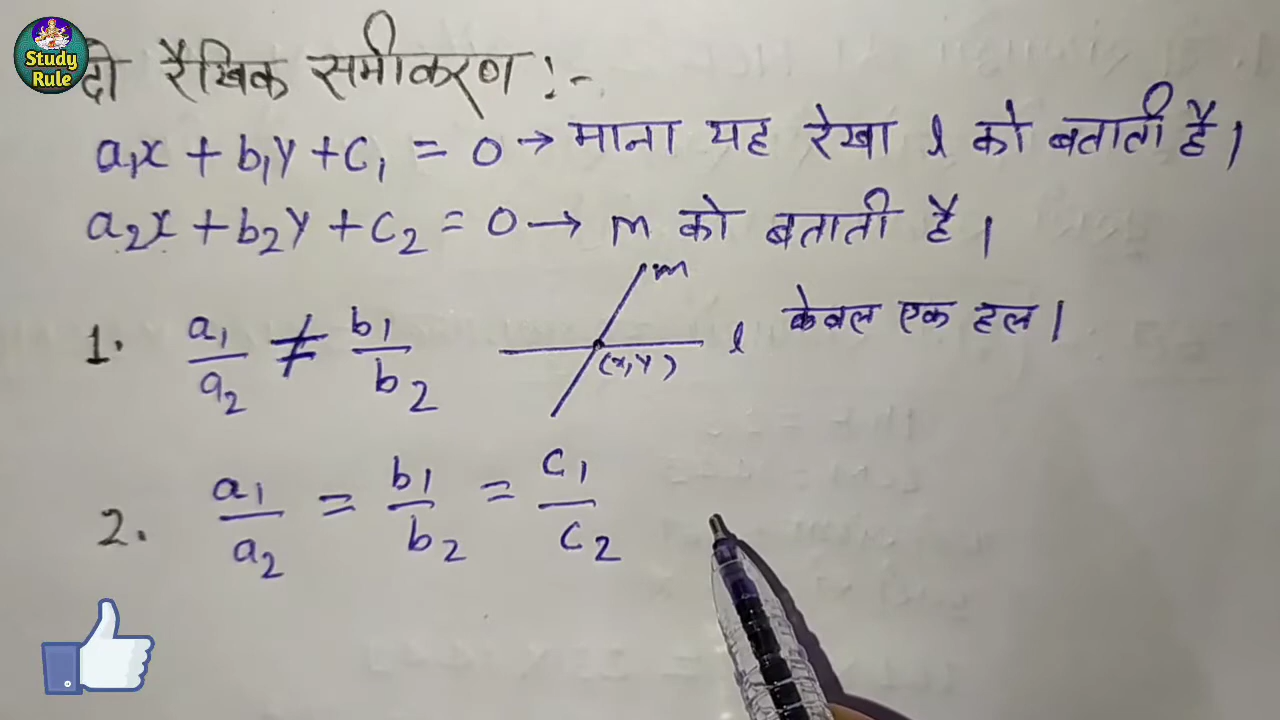 Study
Rule
दो रैखिक समीकरण :-
a₁x + b₁y + c₁ = 0 → माना यह रेखा l को बताती है।
a₂x + b₂y + c₂ = 0 → m को बताती है।
m
1. a₁/a₂ ≠ b₁/b₂ (x,y) l केवल एक हल।
2. a₁/a₂ = b₁/b₂ = c₁/c₂